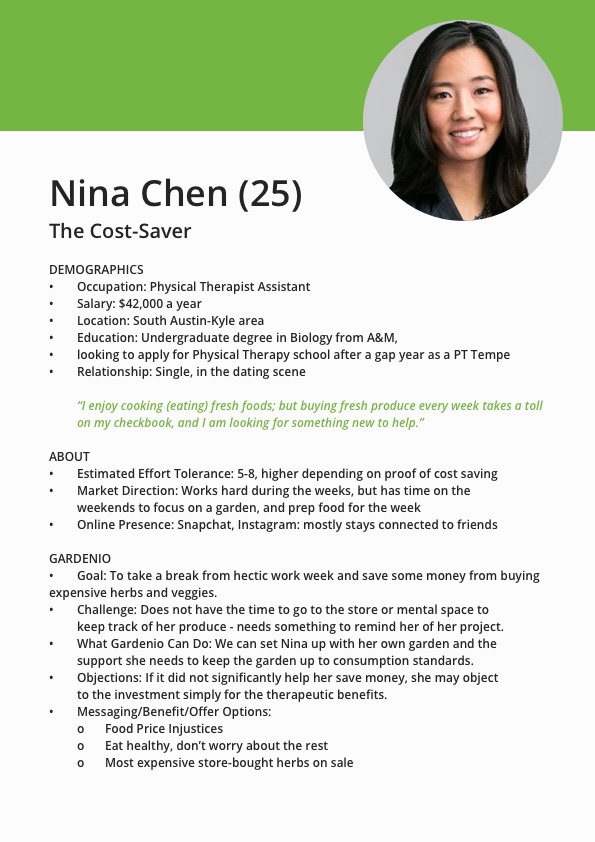 Nina Chen (25)
The Cost-Saver
DEMOGRAPHICS
• Occupation: Physical Therapist Assistant
• Salary: $42,000 a year
• Location: South Austin-Kyle area
• Education: Undergraduate degree in Biology from A&M,
• looking to apply for Physical Therapy school after a gap year as a PT Tempe
• Relationship: Single, in the dating scene
“I enjoy cooking (eating) fresh foods; but buying fresh produce every week takes a toll
on my checkbook, and I am looking for something new to help.”
ABOUT
• Estimated Effort Tolerance: 5-8, higher depending on proof of cost saving
• Market Direction: Works hard during the weeks, but has time on the
weekends to focus on a garden, and prep food for the week
• Online Presence: Snapchat, Instagram: mostly stays connected to friends
GARDENIO
• Goal: To take a break from hectic work week and save some money from buying
expensive herbs and veggies.
• Challenge: Does not have the time to go to the store or mental space to
keep track of her produce - needs something to remind her of her project.
• What Gardenio Can Do: We can set Nina up with her own garden and the
support she needs to keep the garden up to consumption standards.
• Objections: If it did not significantly help her save money, she may object
to the investment simply for the therapeutic benefits.
• Messaging/Benefit/Offer Options:
o Food Price Injustices
o Eat healthy, don’t worry about the rest
o Most expensive store-bought herbs on sale